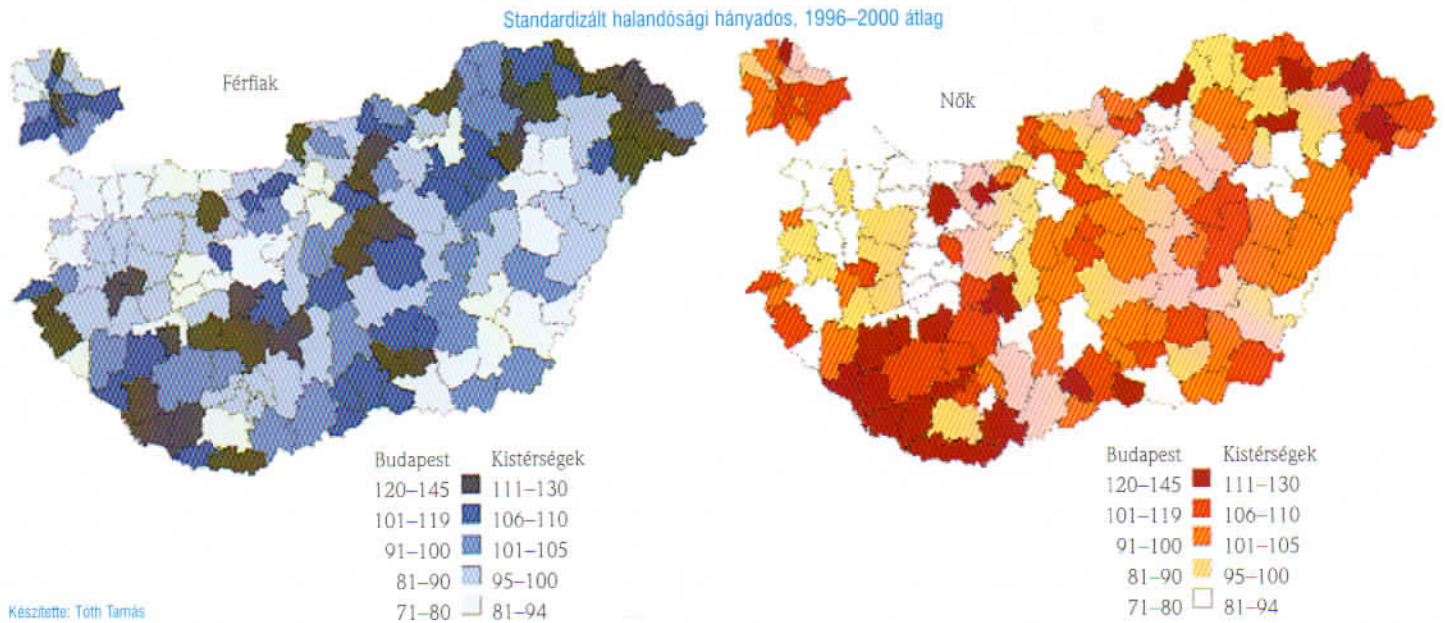 Standardizált halandósági hányados, 1996–2000 átlag
Férfiak
Nők
Budapest Kistérségek
120–145 111–130
101–119 106–110
91–100 101–105
81–90 95–100
71–80 81–94
Budapest Kistérségek
120–145 111–130
101–119 106–110
91–100 101–105
81–90 95–100
71–80 81–94
Készítette: Tóth Tamás